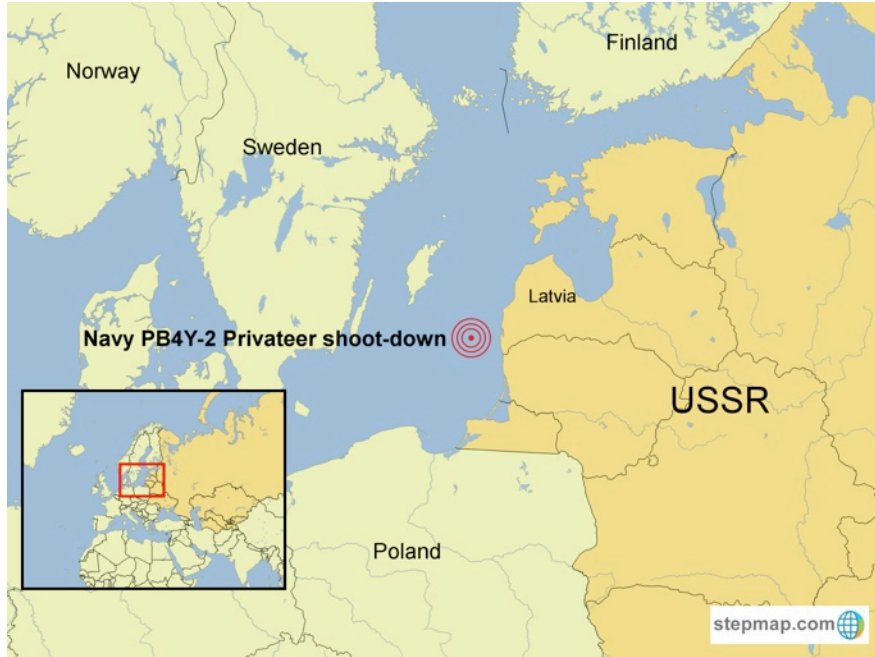 Norway
Finland
Sweden
Latvia
Navy PB4Y-2 Privateer shoot-down
USSR
Poland
stepmap.com